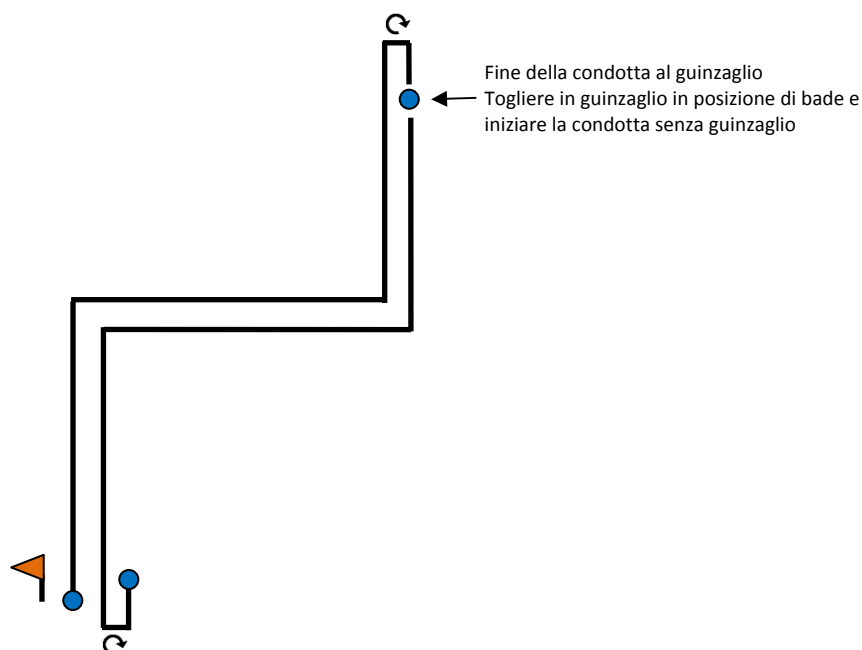 Fine della condotta al guinzaglio
Togliere in guinzaglio in posizione di bade e
iniziare la condotta senza guinzaglio